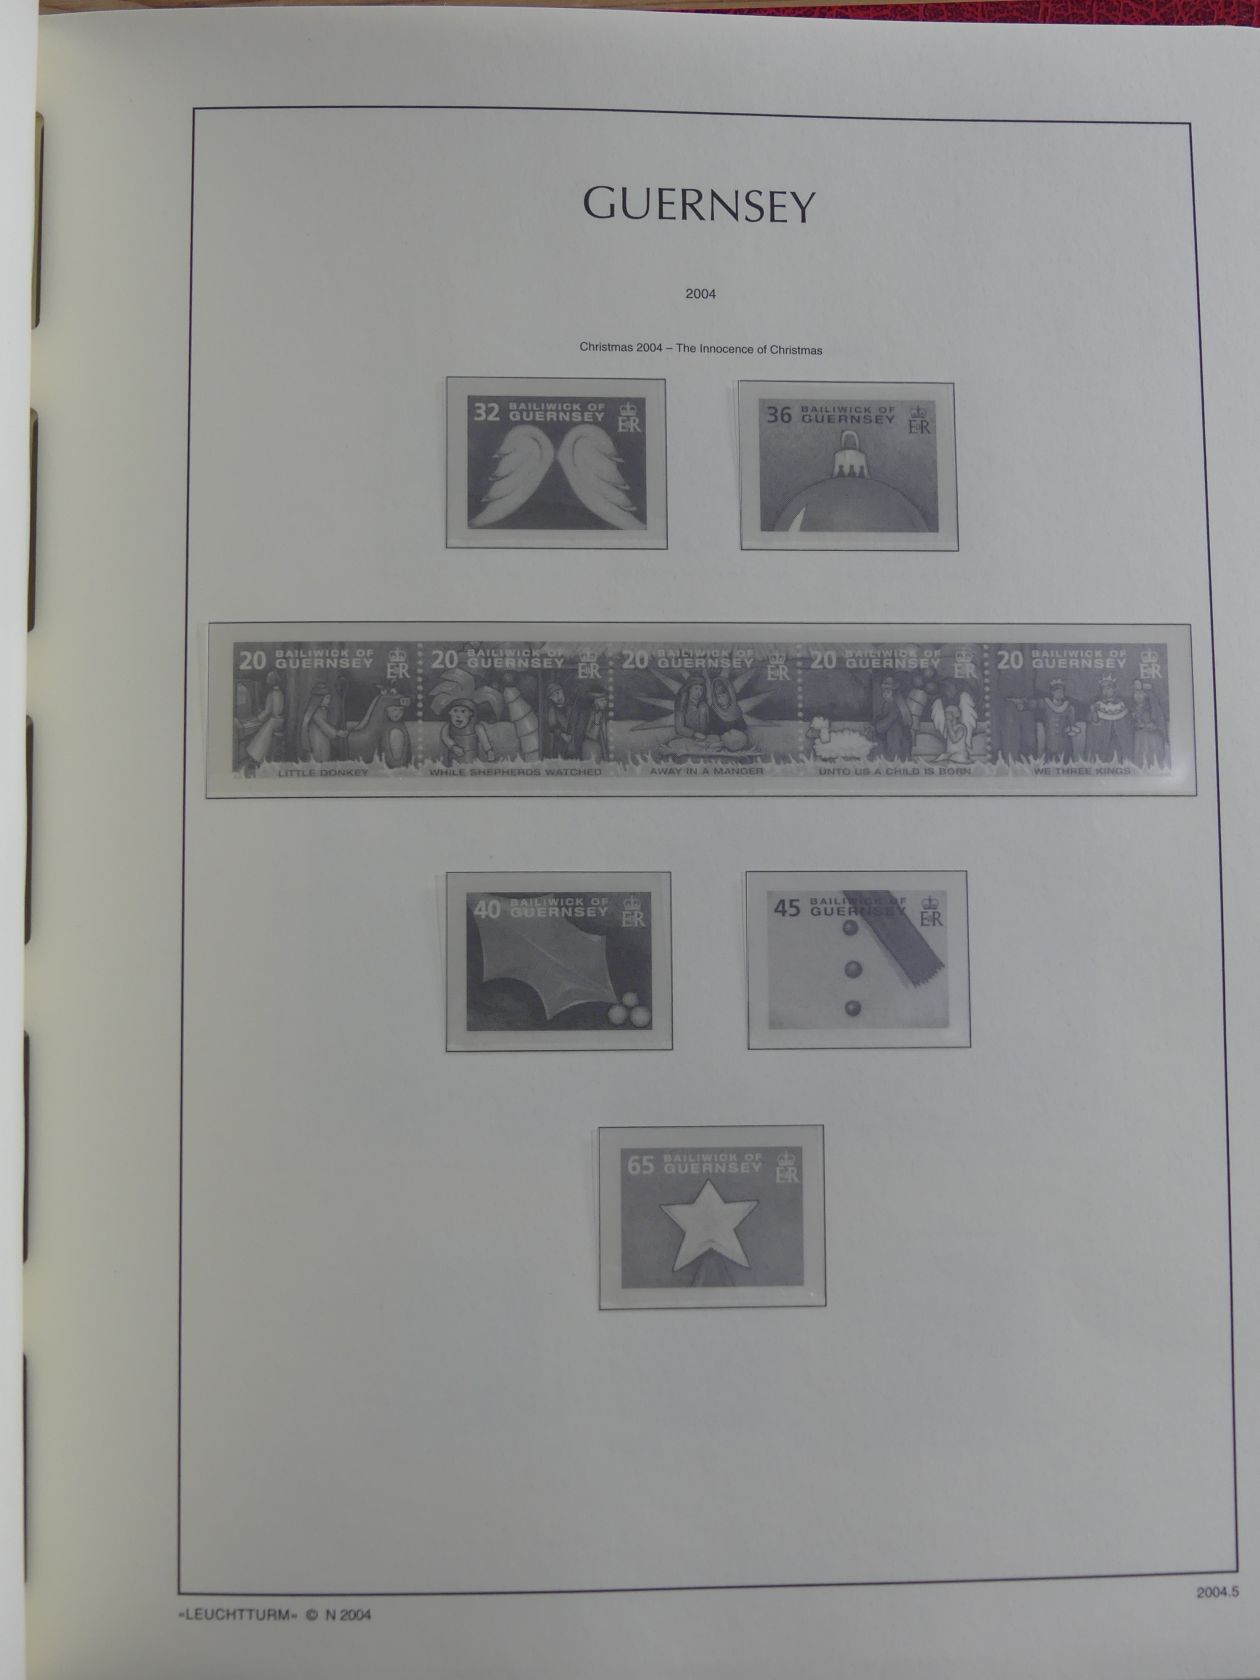 GUERNSEY
2004
Christmas 2004 – The Innocence of Christmas
32 BAILIWICK OF
GUERNSEY
E R
36 BAILIWICK OF
GUERNSEY
E R
20 BAILIWICK OF
GUERNSEY
E R
LITTLE DONKEY
20 BAILIWICK OF
GUERNSEY
E R
WHILE SHEPHERDS WATCHED
20 BAILIWICK OF
GUERNSEY
E R
AWAY IN A MANGER
20 BAILIWICK OF
GUERNSEY
E R
UNTO US A CHILD IS BORN
20 BAILIWICK OF
GUERNSEY
E R
WE THREE KINGS
40 BAILIWICK OF
GUERNSEY
E R
45 BAILIWICK OF
GUERNSEY
E R
65 BAILIWICK OF
GUERNSEY
E R
»LEUCHTTURM« © N 2004
2004.5